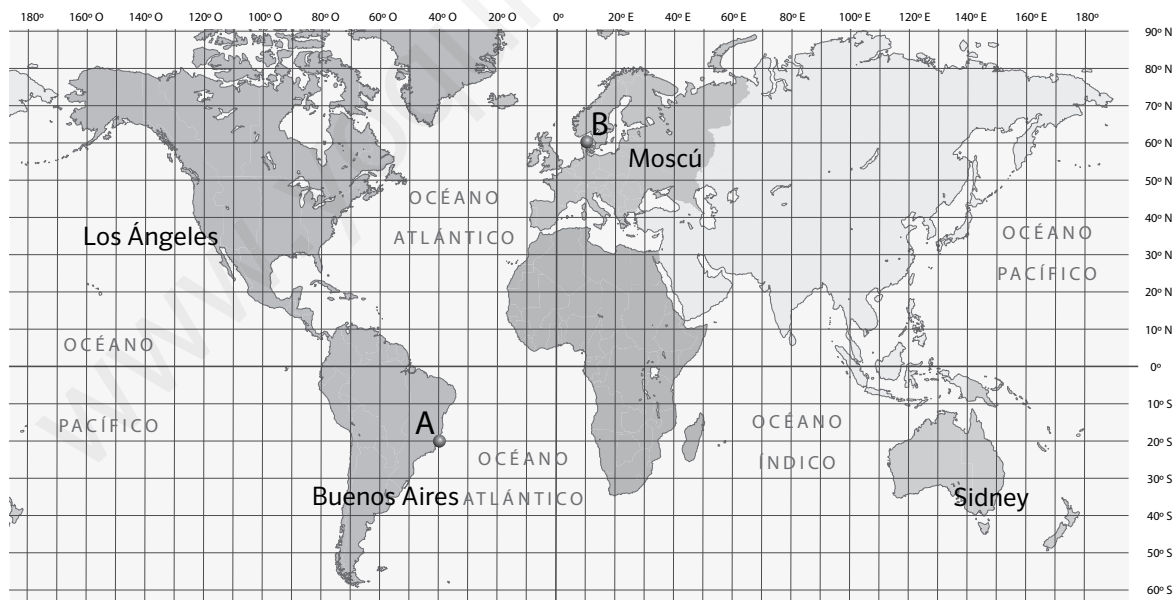 180º 160º O 140º O 120º O 100º O 80º O 60º O 40º O 20 º O 0º 20º E 40º E 60º E 80º E 100º E 120º E 140º E 160º E 180º
90º N
80º N
70º N
B
60º N
Moscú
50º N
OCÉANO
40º N
Los Ángeles
ATLÁNTICO
OCÉANO
30º N
PACÍFICO
20º N
10º N
OCÉANO
0º
10º S
A
PACÍFICO
OCÉANO
20º S
OCÉANO
ÍNDICO
30º S
Buenos Aires
ATLÁNTICO
Sidney
40º S
50º S
60º S